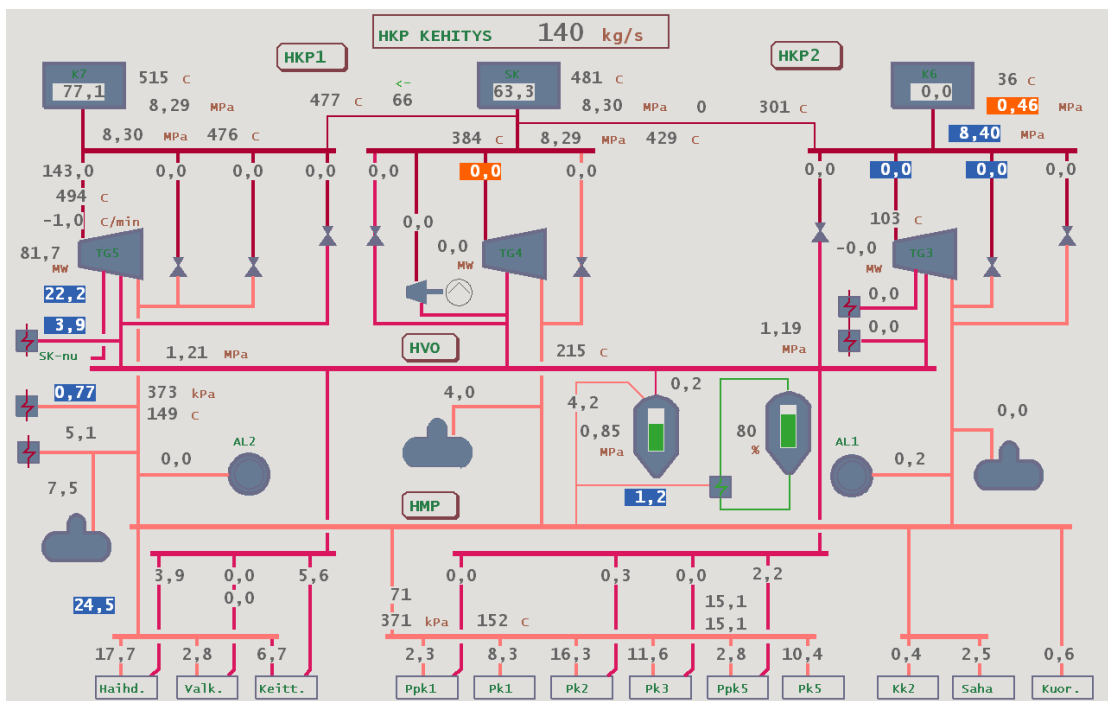 HKP KEHITYS 140 kg/s
HKP1 HKP2
K7 515 C <- SK 481 C K6 36 C
77,1 477 C 66 63,3 0,0
8,29 MPa 8,30 MPa 0 301 C 0,46 MPa
8,30 MPa 476 C 384 C 8,29 MPa 429 C 8,40 MPa
143,0 0,0 0,0 0,0 0,0 0,0 0,0 0,0 0,0 0,0 0,0
494 C
-1,0 C/min 0,0 103 C
81,7 MW TG5 0,0 MW TG4 -0,0 MW TG3
22,2 0,0
3,9 0,0
SK-nu 1,21 MPa HVO 215 C 1,19 MPa
0,77 373 kPa 4,0 4,2 0,2 0,0
149 C
5,1 AL2 0,85 MPa 80 % AL1
0,0 0,2
7,5 HMP 1,2
3,9 0,0 5,6 0,0 0,3 0,0 2,2
0,0 71 15,1
24,5 371 kPa 152 C 15,1
17,7 2,8 6,7 2,3 8,3 16,3 11,6 2,8 10,4 0,4 2,5 0,6
Haihd. Valk. Keitt. Ppk1 Pk1 Pk2 Pk3 Ppk5 Pk5 Kk2 Saha Kuor.